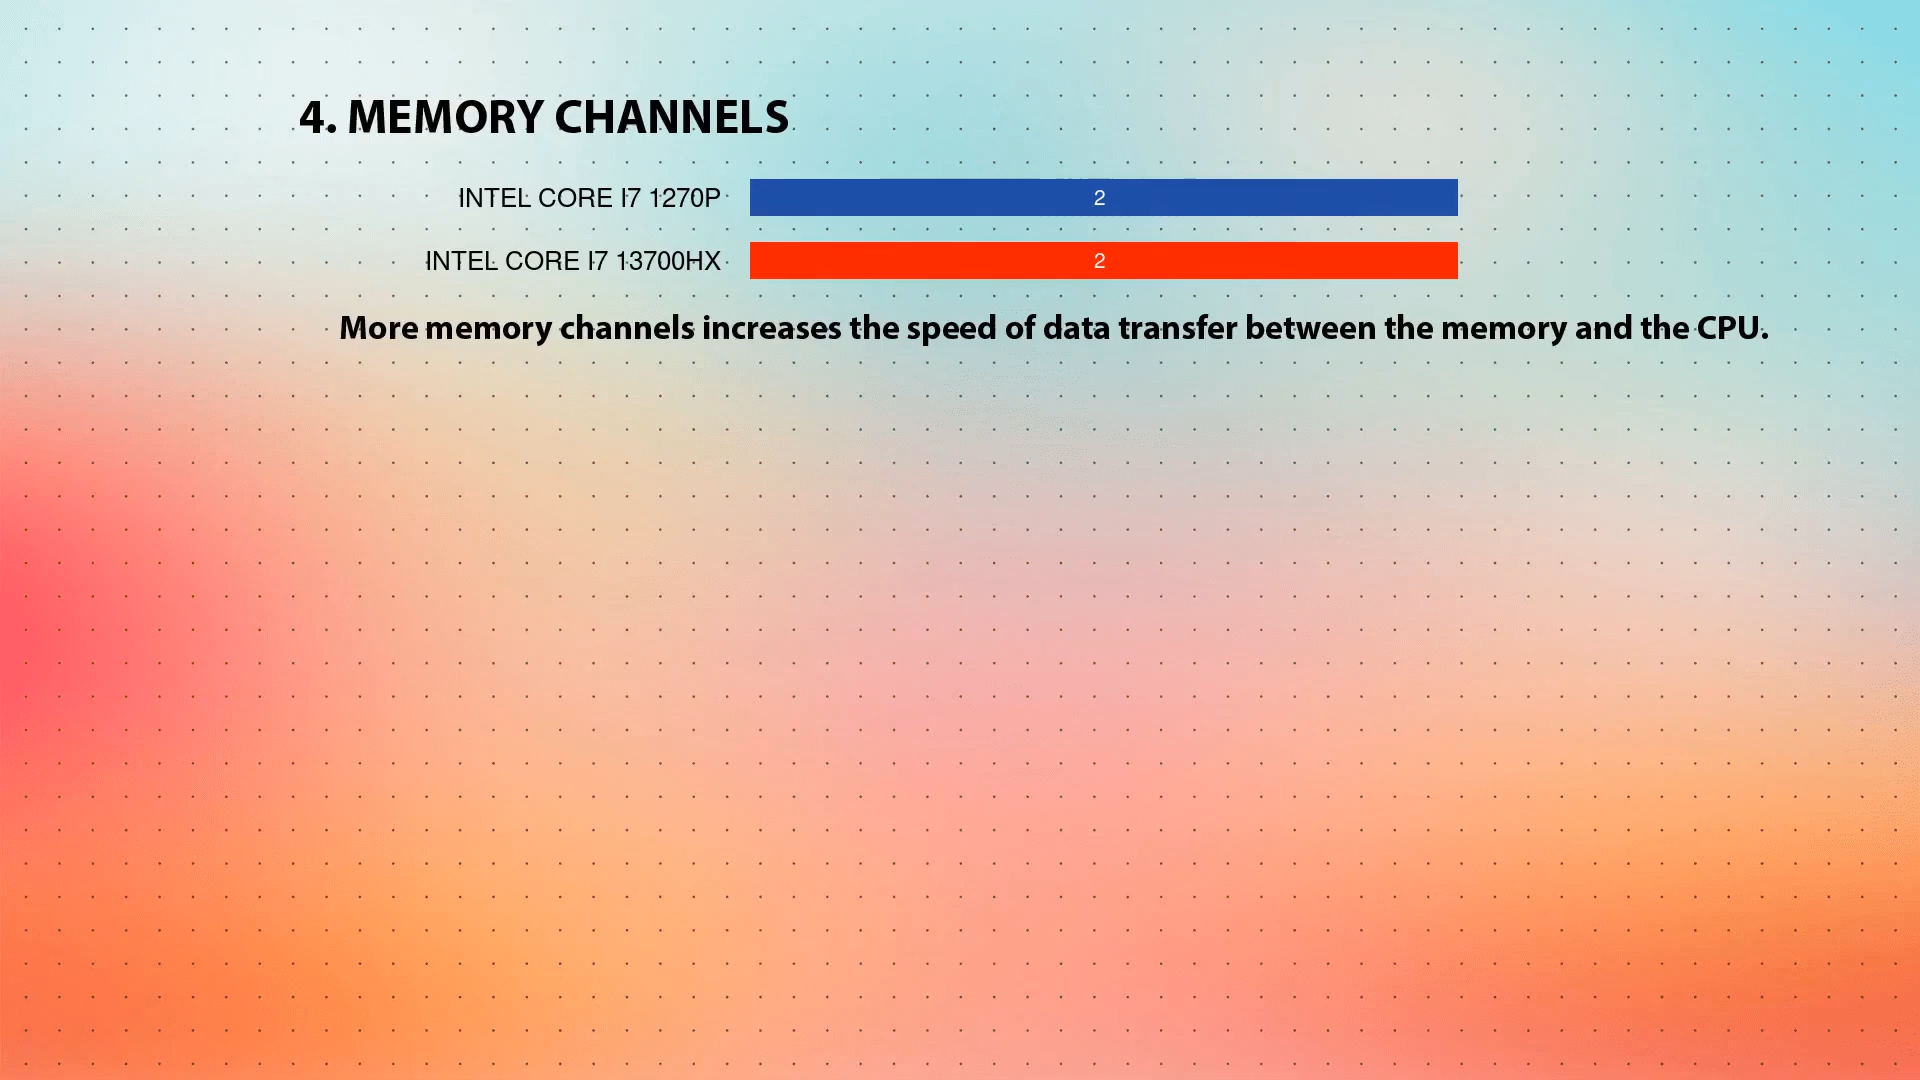 4. MEMORY CHANNELS
INTEL CORE I7 1270P
2
INTEL CORE I7 13700HX
2
More memory channels increases the speed of data transfer between the memory and the CPU.